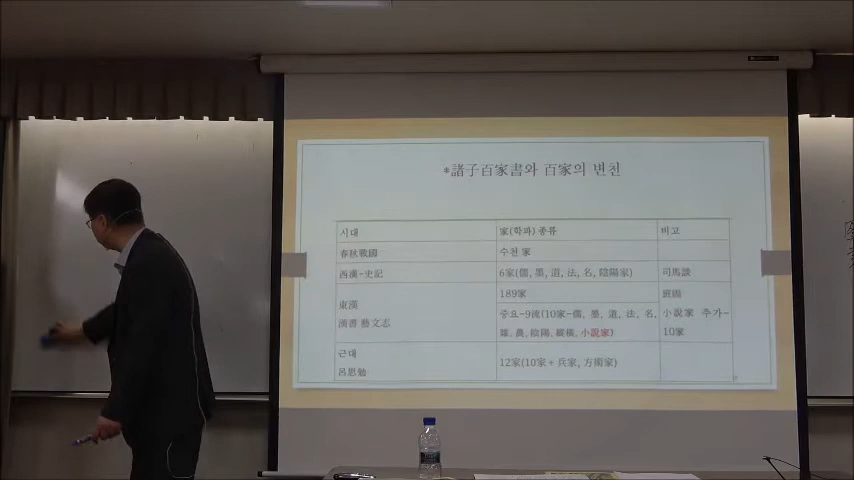 *諸子百家書와 百家의 변천
시대 家(학파)종류 비고
春秋戰國 수천家
西漢-史記 6家(儒, 墨, 道, 法, 名, 陰陽家) 司馬談
東漢
漢書 藝文志
189家 班固
중요-9流(10家-儒, 墨, 道, 法, 名,
雜, 農, 陰陽, 縱橫, 小說家)
小說家 추가-
10家
근대
呂思勉
12家(10家+ 兵家, 方術家)